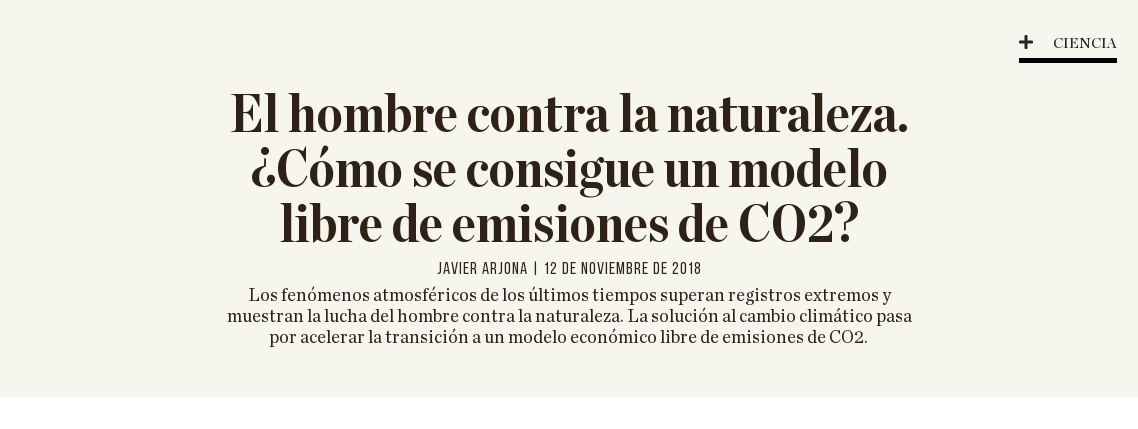 + CIENCIA
El hombre contra la naturaleza.
¿Cómo se consigue un modelo
libre de emisiones de CO2?
JAVIER ARJONA | 12 DE NOVIEMBRE DE 2018
Los fenómenos atmosféricos de los últimos tiempos superan registros extremos y
muestran la lucha del hombre contra la naturaleza. La solución al cambio climático pasa
por acelerar la transición a un modelo económico libre de emisiones de CO2.